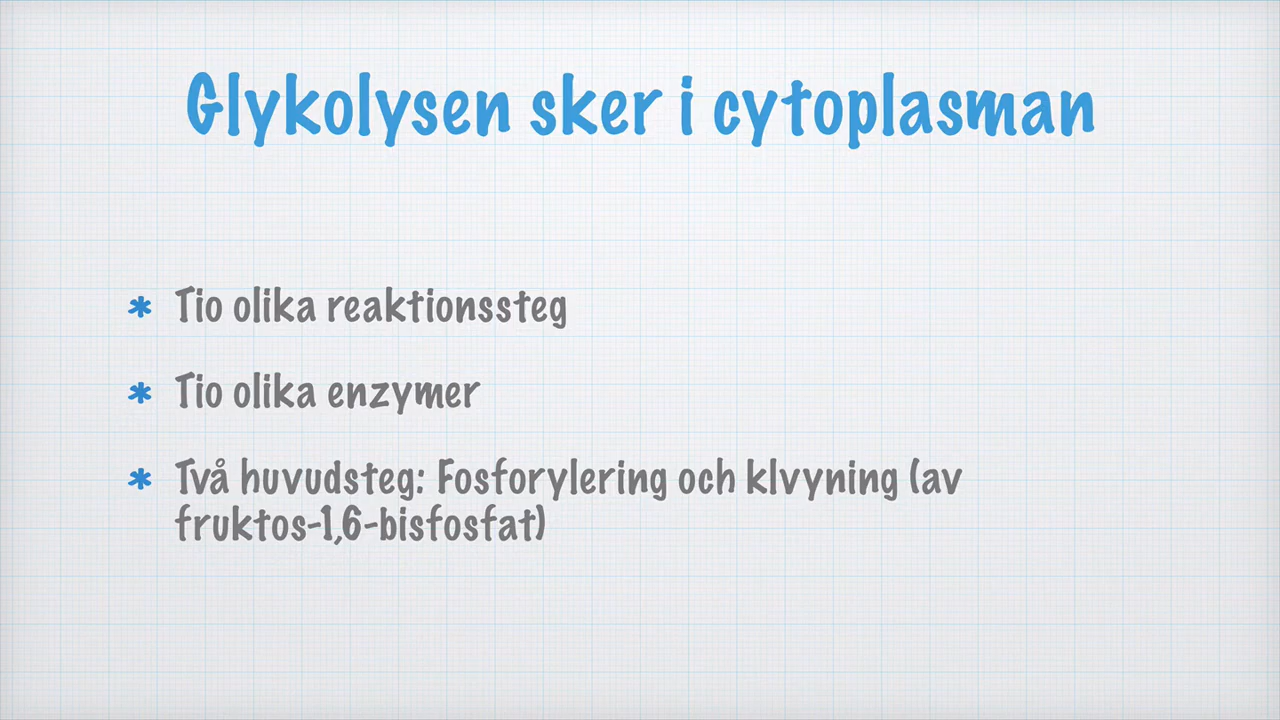 Glykolysen sker i cytoplasman
* Tio olika reaktionssteg
* Tio olika enzymer
* Två huvudsteg: Fosforylering och klvyning (av
fruktos-1,6-bisfosfat)